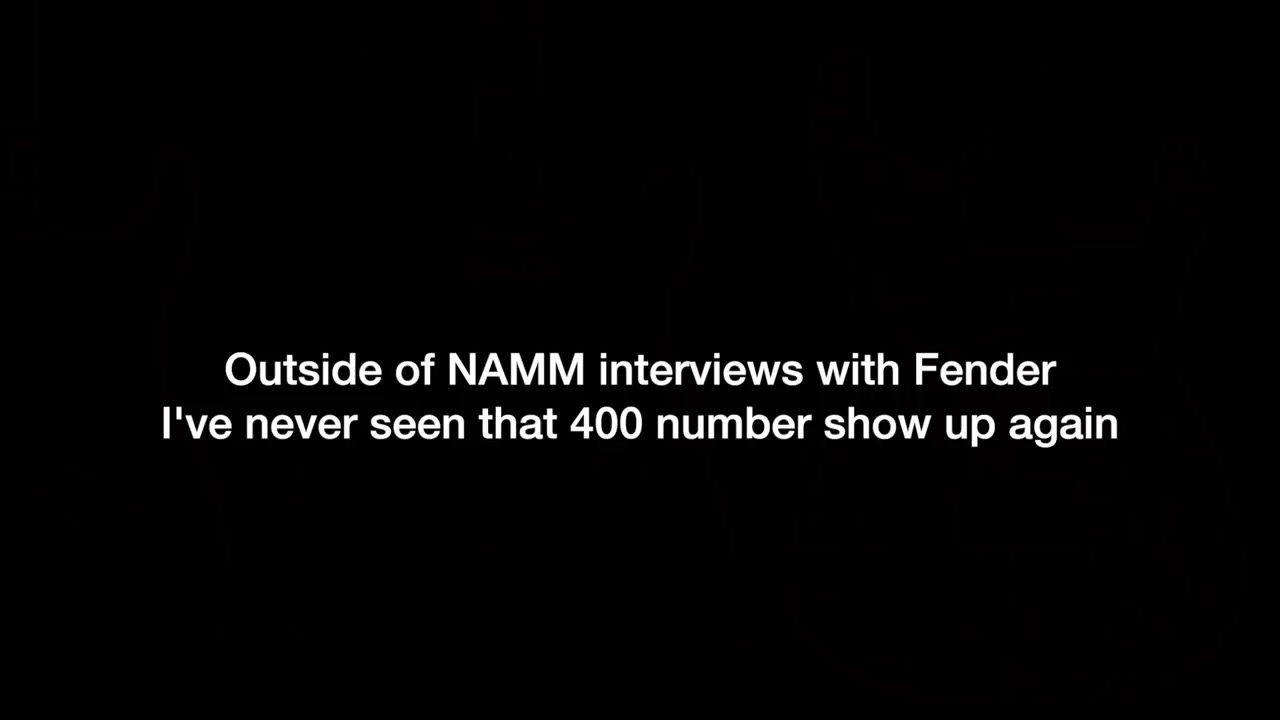 Outside of NAMM interviews with Fender
I've never seen that 400 number show up again